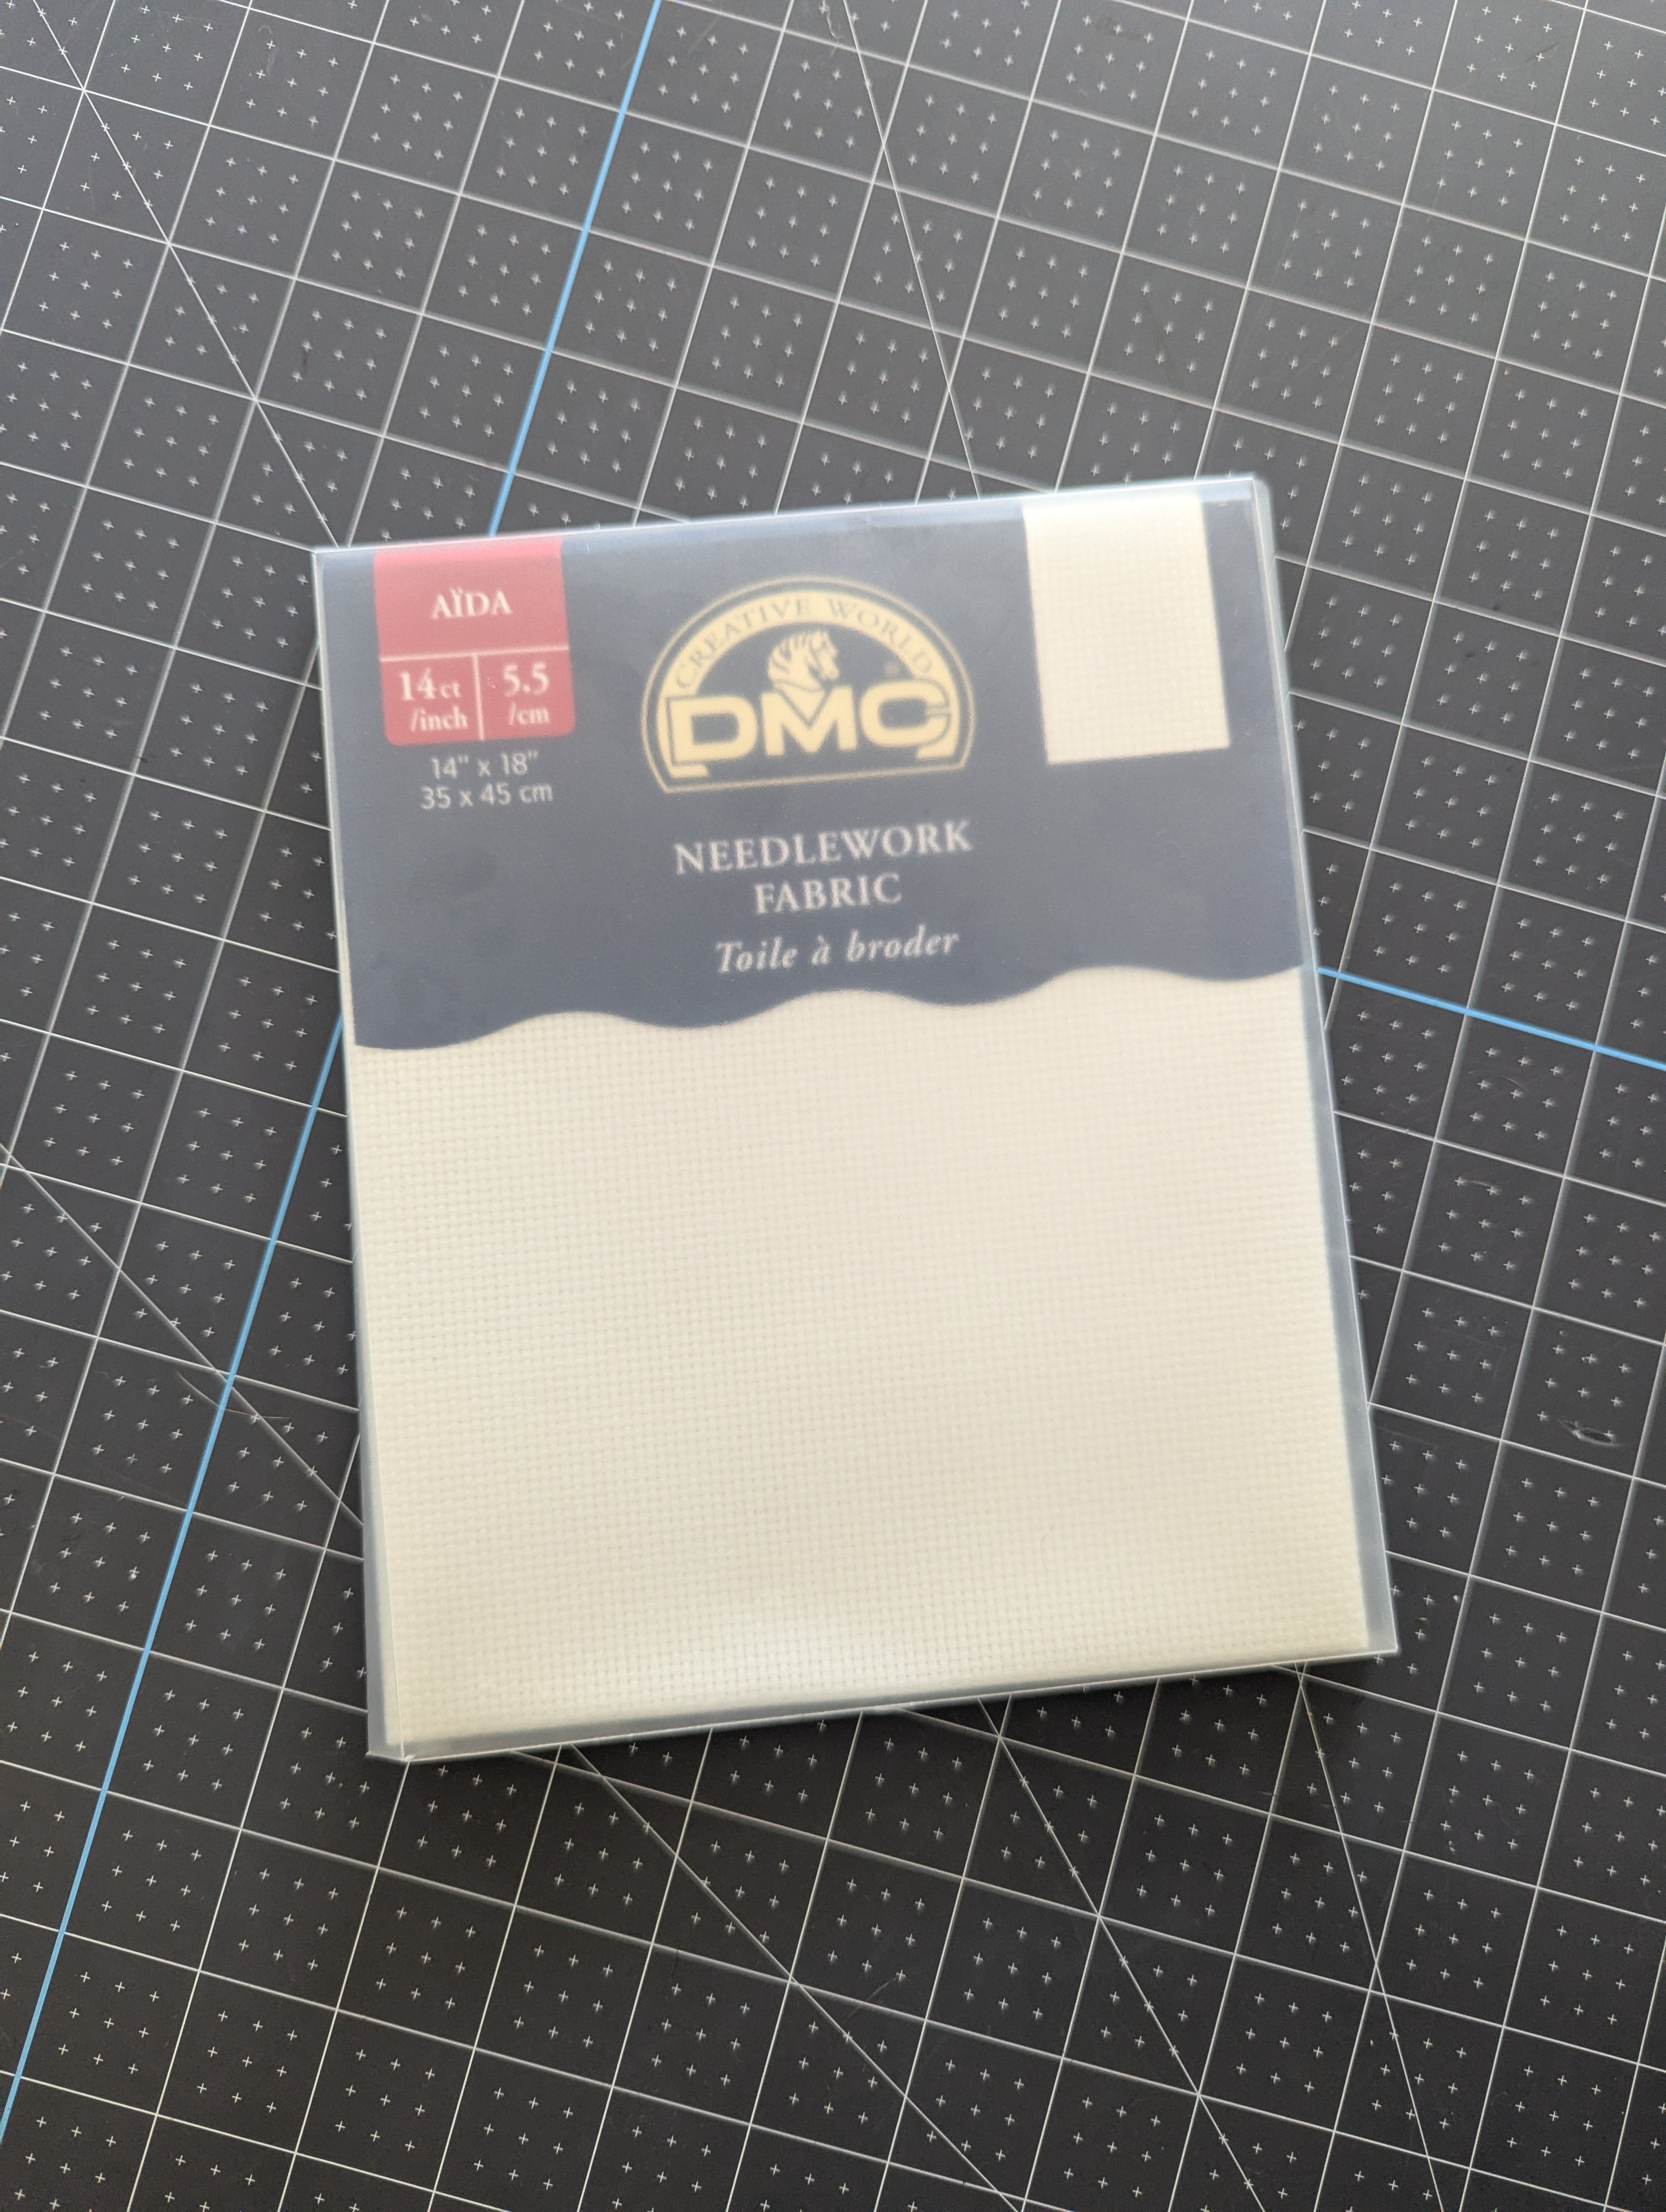 AÏDA
14ct
/inch
5.5
/cm
14" x 18"
35 x 45 cm
CREATIVE WORLD
®
DMC
NEEDLEWORK
FABRIC
Toile à broder